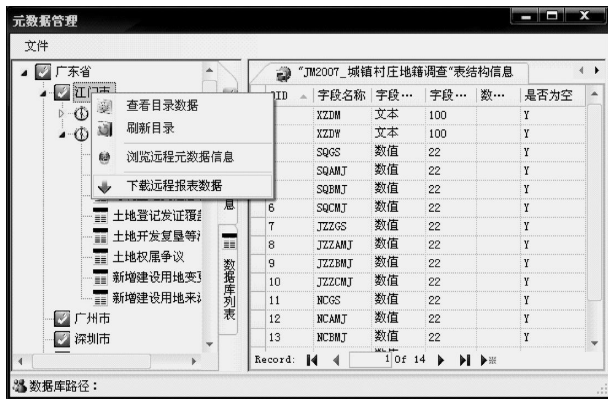 元数据管理
文件
广东省
江门市
查看目录数据
刷新目录
浏览远程元数据信息
下载远程报表数据
土地登记发证覆盖
土地开发复垦等
土地权属争议
新增建设用地变更
新增建设用地来
广州市
深圳市
息
数据库列表
"JM2007_城镇村庄地籍调查"表结构信息
字段名称 字段… 字段… 数… 是否为空
XZDM 文本 100 Y
XZDW 文本 100 Y
SQGS 数值 22 Y
SQAMJ 数值 22 Y
SQBMJ 数值 22 Y
6 SQCMJ 数值 22 Y
7 JZZGS 数值 22 Y
8 JZZAMJ 数值 22 Y
9 JZZBMJ 数值 22 Y
10 JZZCMJ 数值 22 Y
11 NCGS 数值 22 Y
12 NCAMJ 数值 22 Y
13 NCBMJ 数值 22 Y
Record: 1 Of 14
数据库路径：